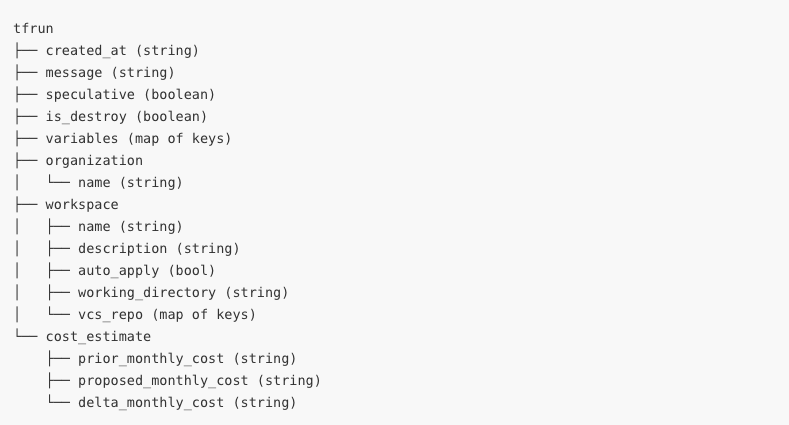 tfrun
├── created_at (string)
├── message (string)
├── speculative (boolean)
├── is_destroy (boolean)
├── variables (map of keys)
├── organization
│   └── name (string)
├── workspace
│   ├── name (string)
│   ├── description (string)
│   ├── auto_apply (bool)
│   ├── working_directory (string)
│   └── vcs_repo (map of keys)
└── cost_estimate
    ├── prior_monthly_cost (string)
    ├── proposed_monthly_cost (string)
    └── delta_monthly_cost (string)